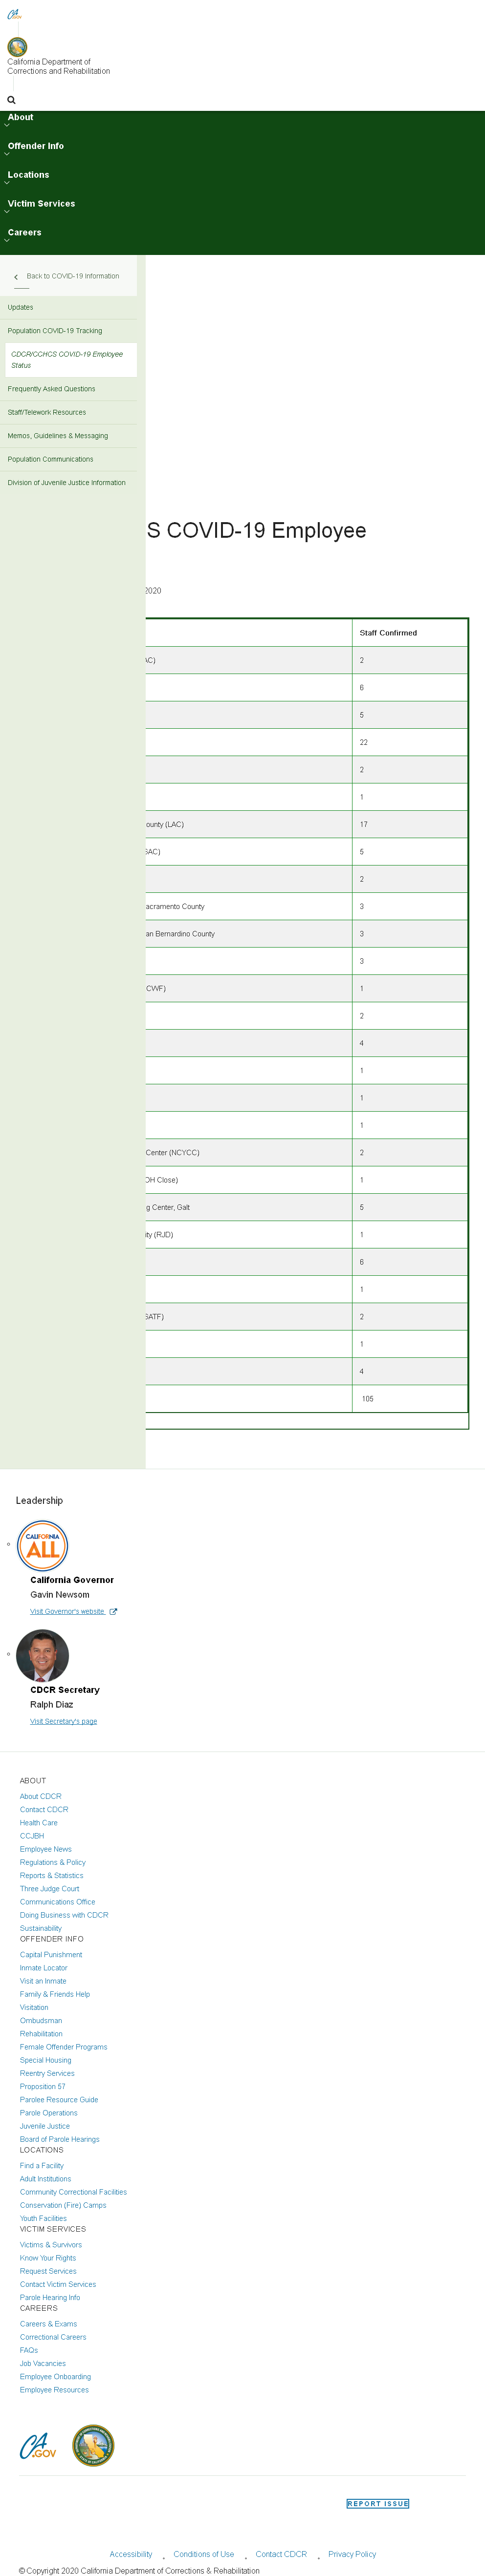 CA
.GOV
California Department of
Corrections and Rehabilitation
About
Offender Info
Locations
Victim Services
Careers
Back to COVID-19 Information
Updates
Population COVID-19 Tracking
CDCR/CCHCS COVID-19 Employee
Status
Frequently Asked Questions
Staff/Telework Resources
Memos, Guidelines & Messaging
Population Communications
Division of Juvenile Justice Information
S COVID-19 Employee
2020
Staff Confirmed
AC) 2
6
5
22
2
1
ounty (LAC) 17
SAC) 5
2
acramento County 3
an Bernardino County 3
3
CWF) 1
2
4
1
1
1
Center (NCYCC) 2
OH Close) 1
g Center, Galt 5
ity (RJD) 1
6
1
SATF) 2
1
4
105
Leadership
CALIFORNIA
ALL
California Governor
Gavin Newsom
Visit Governor's website
CDCR Secretary
Ralph Diaz
Visit Secretary's page
ABOUT
About CDCR
Contact CDCR
Health Care
CCJBH
Employee News
Regulations & Policy
Reports & Statistics
Three Judge Court
Communications Office
Doing Business with CDCR
Sustainability
OFFENDER INFO
Capital Punishment
Inmate Locator
Visit an Inmate
Family & Friends Help
Visitation
Ombudsman
Rehabilitation
Female Offender Programs
Special Housing
Reentry Services
Proposition 57
Parolee Resource Guide
Parole Operations
Juvenile Justice
Board of Parole Hearings
LOCATIONS
Find a Facility
Adult Institutions
Community Correctional Facilities
Conservation (Fire) Camps
Youth Facilities
VICTIM SERVICES
Victims & Survivors
Know Your Rights
Request Services
Contact Victim Services
Parole Hearing Info
CAREERS
Careers & Exams
Correctional Careers
FAQs
Job Vacancies
Employee Onboarding
Employee Resources
CA
.GOV
REPORT ISSUE
Accessibility . Conditions of Use . Contact CDCR . Privacy Policy
© Copyright 2020 California Department of Corrections & Rehabilitation